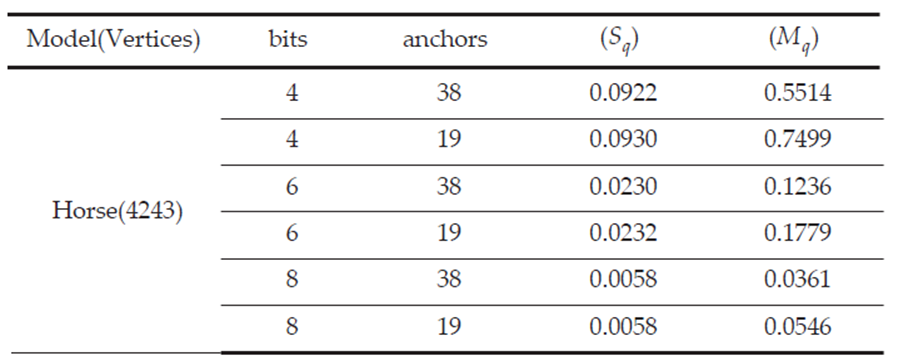 Model(Vertices) bits anchors (S_q) (M_q)
4 38 0.0922 0.5514
4 19 0.0930 0.7499
6 38 0.0230 0.1236
Horse(4243)
6 19 0.0232 0.1779
8 38 0.0058 0.0361
8 19 0.0058 0.0546